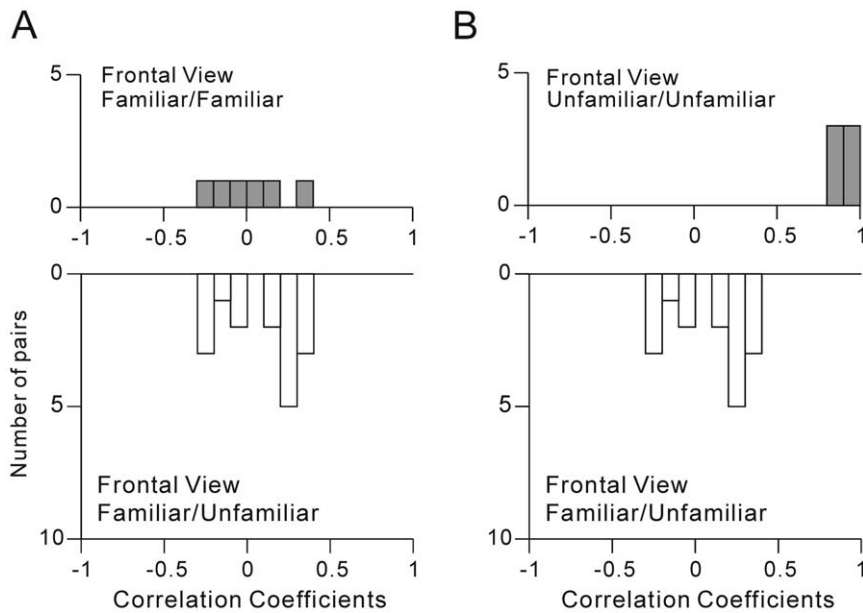 A
5
Frontal View
Familiar/Familiar
0
-1
-0.5
0
0.5
1
0
5
10
Number of pairs
Frontal View
Familiar/Unfamiliar
-1
-0.5
0
0.5
1
Correlation Coefficients
B
5
Frontal View
Unfamiliar/Unfamiliar
0
-1
-0.5
0
0.5
1
0
5
10
Frontal View
Familiar/Unfamiliar
-1
-0.5
0
0.5
1
Correlation Coefficients